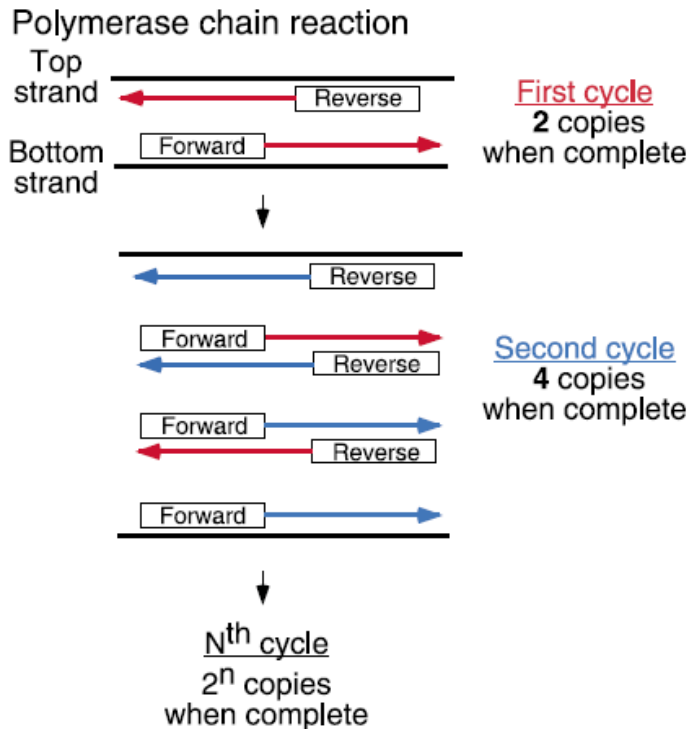 Polymerase chain reaction
Top
strand
Reverse
First cycle
2 copies
when complete
Forward
Bottom
strand
Reverse
Forward
Reverse
Second cycle
4 copies
when complete
Forward
Reverse
Forward
Nth cycle
2n copies
when complete